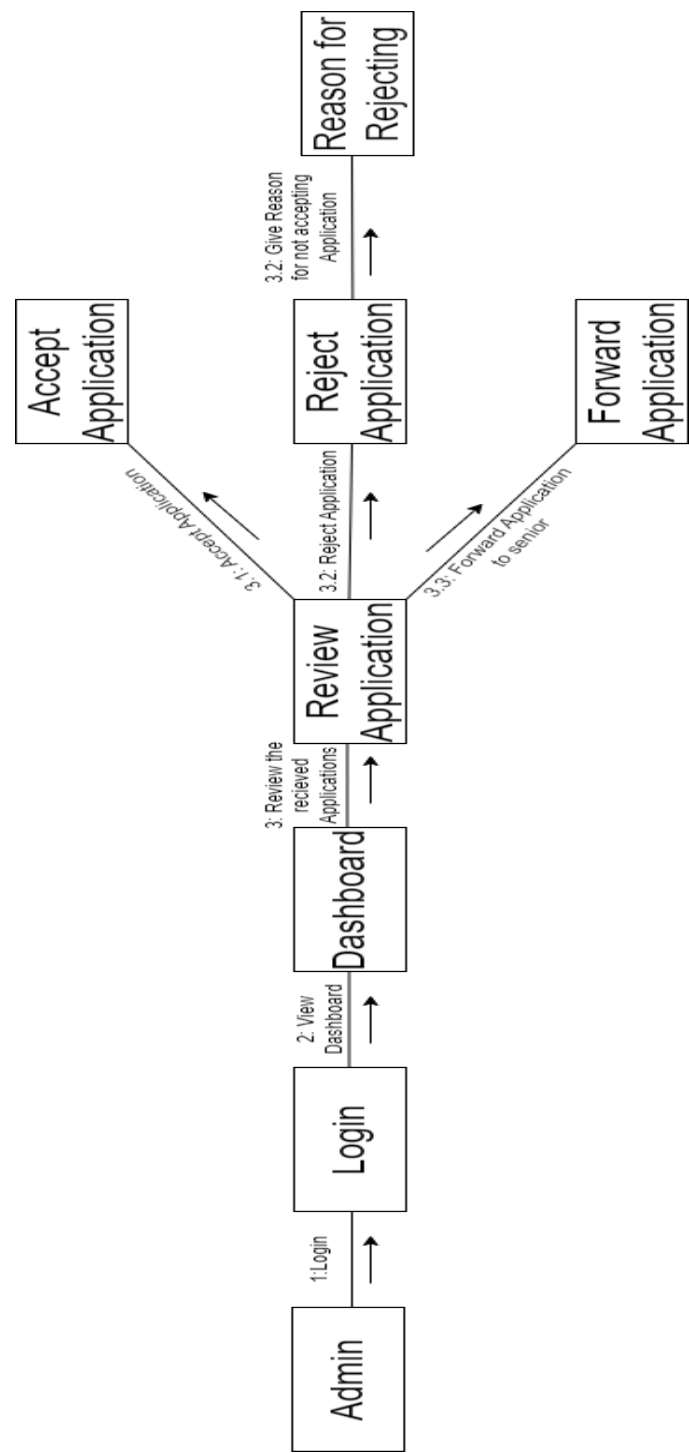 Admin
1:Login
Login
2: View
Dashboard
Dashboard
3: Review the
recieved
Applications
Review
Application
3.1: Accept Application
Accept
Application
3.2: Reject Application
Reject
Application
3.2: Give Reason
for not accepting
Application
Reason for
Rejecting
3.3: Forward Application
to senior
Forward
Application